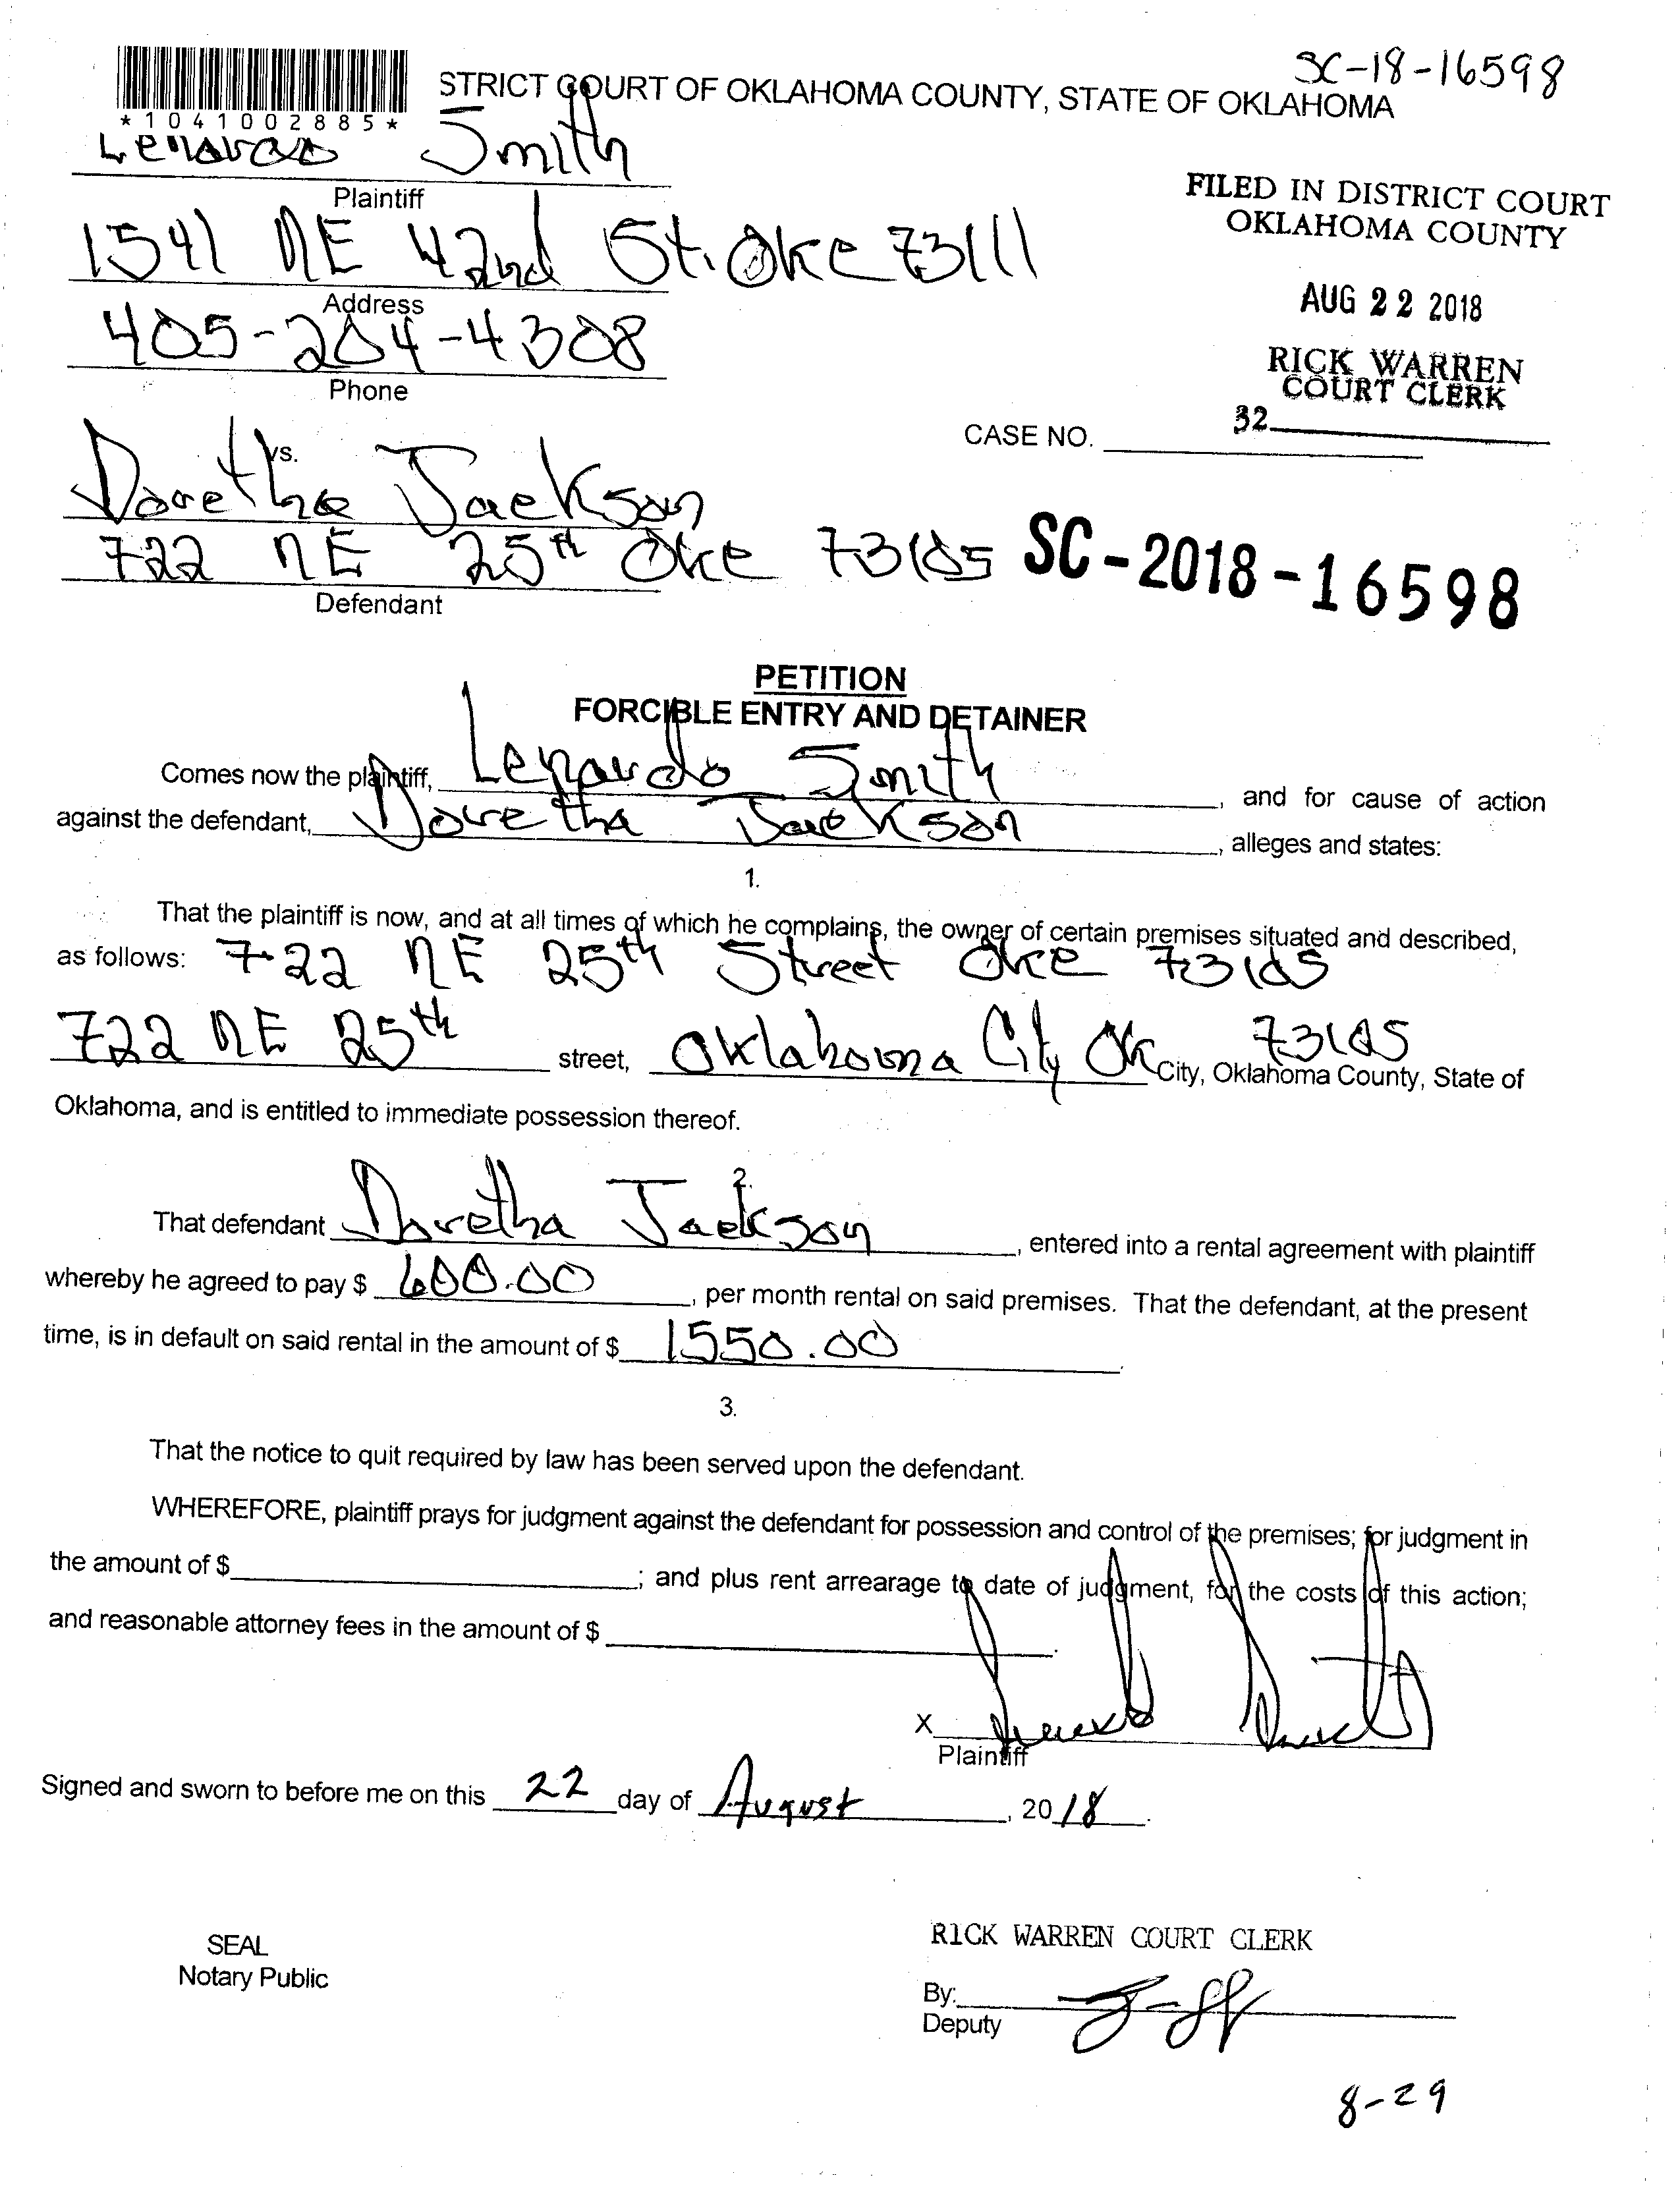 SC-18-16598
STRICT COURT OF OKLAHOMA COUNTY, STATE OF OKLAHOMA
*1041002885*
Lenardo Smith
Plaintiff
FILED IN DISTRICT COURT
OKLAHOMA COUNTY
1541 NE 42nd St. Okc 73111
Address
AUG 22 2018
405-204-4308
Phone
RICK WARREN
COURT CLERK
32
CASE NO.
vs.
Doretha Jackson
722 NE 25th Okc 73105
SC-2018-16598
Defendant
PETITION
FORCIBLE ENTRY AND DETAINER
Comes now the plaintiff, Lenardo Smith, and for cause of action
against the defendant, Doretha Jackson, alleges and states:
1.
That the plaintiff is now, and at all times of which he complains, the owner of certain premises situated and described,
as follows: 722 NE 25th Street Okc 73105
722 NE 25th street, Oklahoma City OK 73105 City, Oklahoma County, State of
Oklahoma, and is entitled to immediate possession thereof.
2.
That defendant Doretha Jackson, entered into a rental agreement with plaintiff
whereby he agreed to pay $ 600.00, per month rental on said premises. That the defendant, at the present
time, is in default on said rental in the amount of $ 1550.00.
3.
That the notice to quit required by law has been served upon the defendant.
WHEREFORE, plaintiff prays for judgment against the defendant for possession and control of the premises; for judgment in
the amount of $; and plus rent arrearage to date of judgment, for the costs of this action;
and reasonable attorney fees in the amount of $.
X
Plaintiff
Signed and sworn to before me on this 22 day of August, 2018.
RICK WARREN COURT CLERK
SEAL
Notary Public
By:
Deputy
8-29